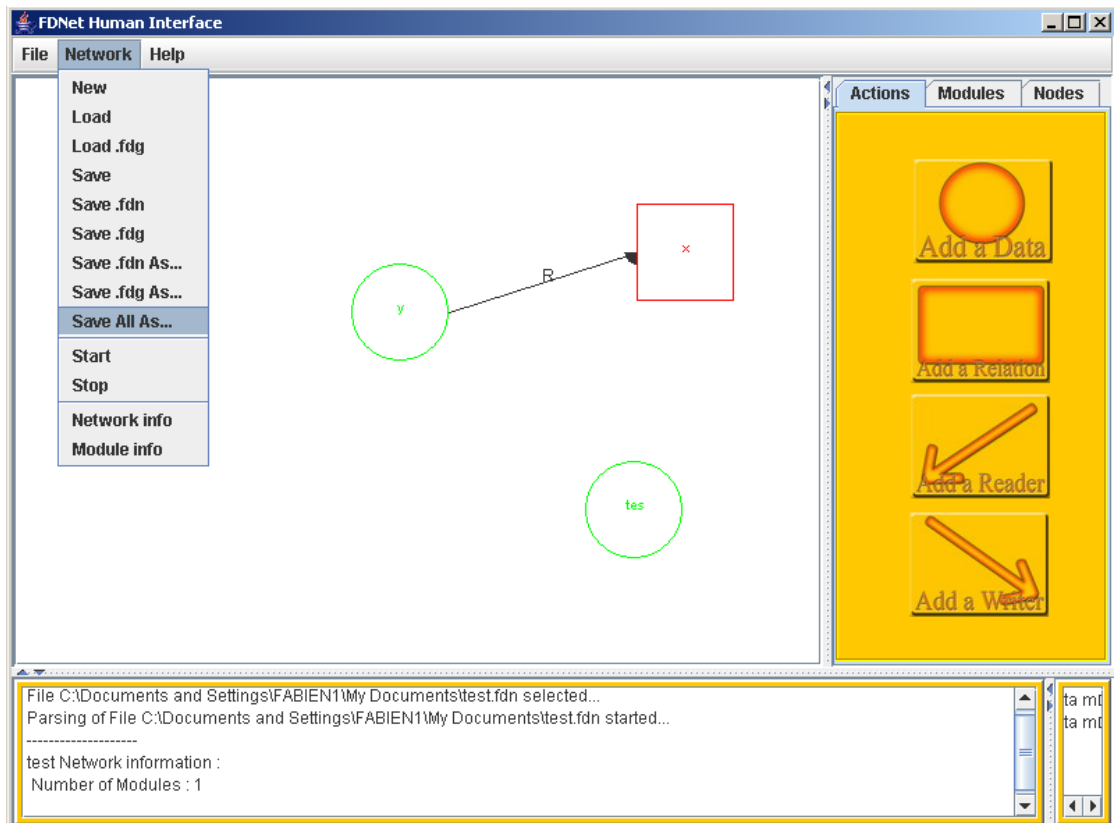 FDNet Human Interface
File Network Help
New
Load
Load .fdg
Save
Save .fdn
Save .fdg
Save .fdn As...
Save .fdg As...
Save All As...
Start
Stop
Network info
Module info
y
R
x
tes
Actions Modules Nodes
Add a Data
Add a Relation
Add a Reader
Add a Writer
File C:\Documents and Settings\FABIEN1\My Documents\test.fdn selected...
Parsing of File C:\Documents and Settings\FABIEN1\My Documents\test.fdn started...
--------------------
test Network information :
Number of Modules : 1
ta m
ta m